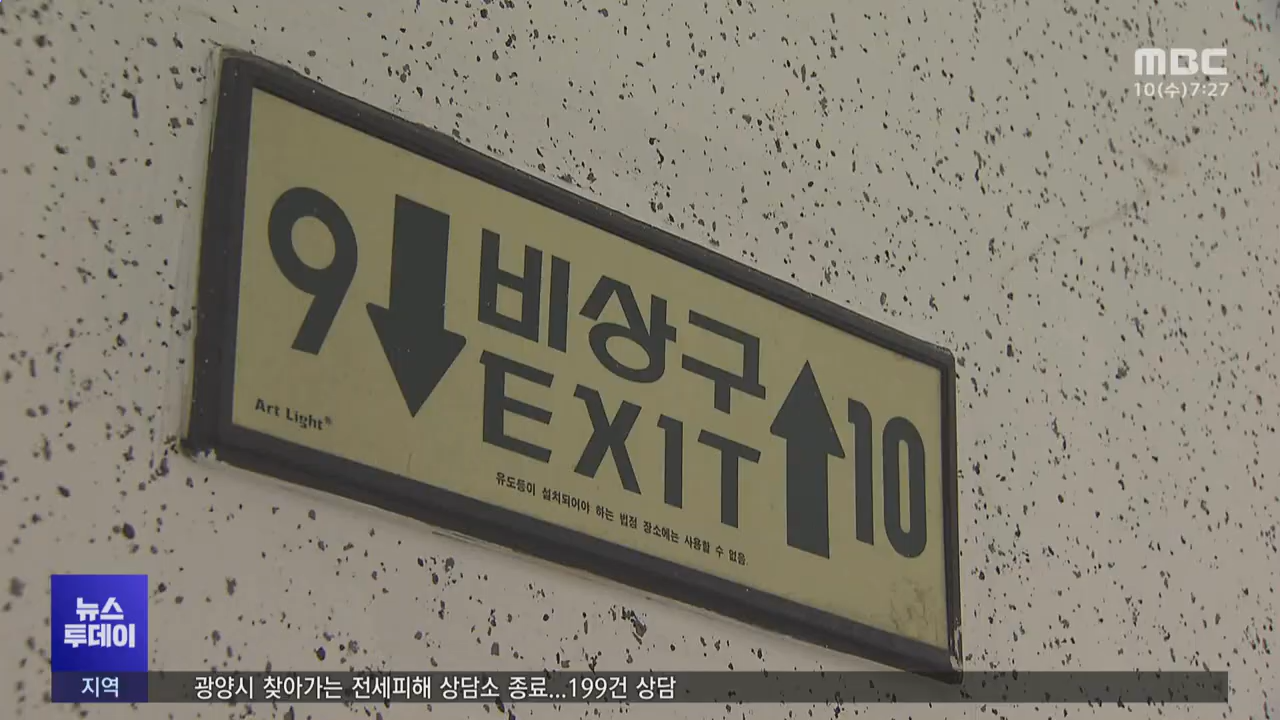 MBC
10(수)7:27
9
비상구
EXIT
10
Art Light®
유도등이 설치되어야 하는 법정 장소에는 사용할 수 없음.
뉴스
투데이
지역
광양시 찾아가는 전세피해 상담소 종료...199건 상담